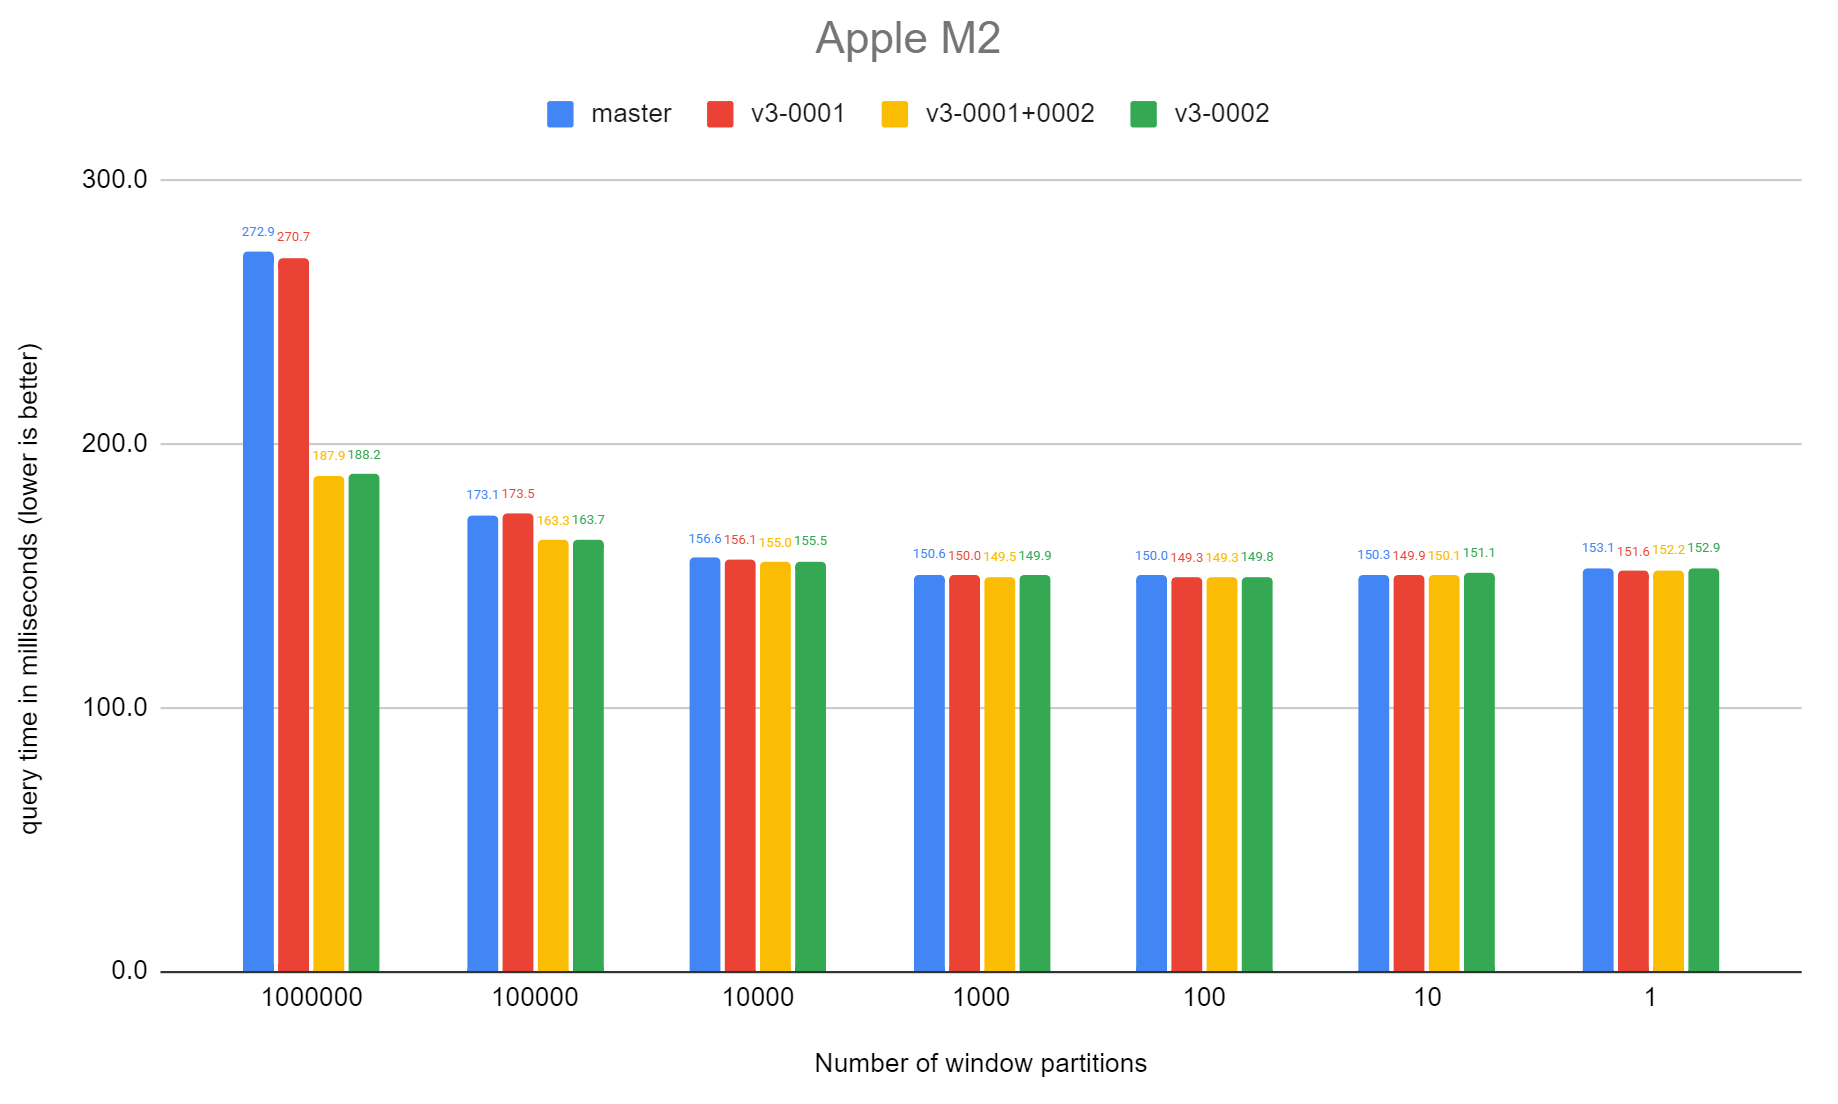 Apple M2
master v3-0001 v3-0001+0002 v3-0002
300.0
272.9 270.7
200.0
187.9 188.2
173.1 173.5 163.3 163.7
156.6 156.1 155.0 155.5
150.6 150.0 149.5 149.9
150.0 149.3 149.3 149.8
150.3 149.9 150.1 151.1
153.1 151.6 152.2 152.9
100.0
0.0
query time in milliseconds (lower is better)
1000000 100000 10000 1000 100 10 1
Number of window partitions